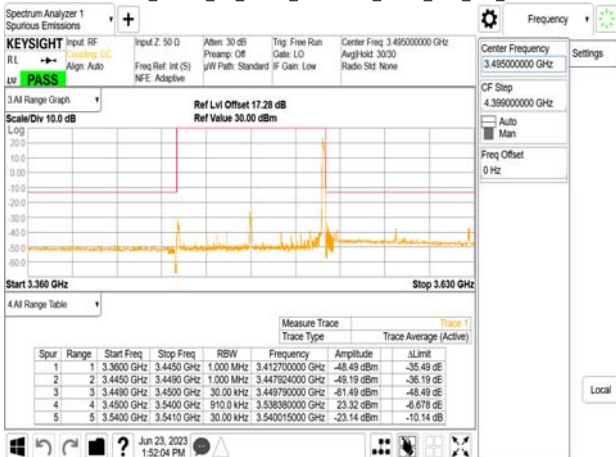 Spectrum Analyzer 1
Spurious Emissions
Frequency
KEYSIGHT Input: RF Input Z: 50 Ω Atten: 30 dB Trig: Free Run Center Freq: 3.495000000 GHz
RL Coupling: DC Preamp: Off Gate: LO Avg|Hold: 30/30
Align: Auto Freq Ref: Int (S) µW Path: Standard IF Gain: Low Radio Std: None
NFE: Adaptive
LV PASS
3 All Range Graph
Ref Lvl Offset 17.28 dB
Scale/Div 10.0 dB Ref Value 30.00 dBm
Log
20.0
10.0
0.00
-10.0
-20.0
-30.0
-40.0
-50.0
-60.0
Start 3.360 GHz Stop 3.630 GHz
4 All Range Table
Measure Trace Trace 1
Trace Type Trace Average (Active)
Spur Range Start Freq Stop Freq RBW Frequency Amplitude ΔLimit
1 1 3.3600 GHz 3.4450 GHz 1.000 MHz 3.412700000 GHz -48.49 dBm -35.49 dB
2 2 3.4450 GHz 3.4490 GHz 1.000 MHz 3.447924000 GHz -49.19 dBm -36.19 dB
3 3 3.4490 GHz 3.4500 GHz 30.00 kHz 3.449790000 GHz -61.49 dBm -48.49 dB
4 4 3.4500 GHz 3.5400 GHz 910.0 kHz 3.538380000 GHz 23.32 dBm -6.678 dB
5 5 3.5400 GHz 3.5410 GHz 30.00 kHz 3.540015000 GHz -23.14 dBm -10.14 dB
Jun 23, 2023
1:52:04 PM
Center Frequency
3.495000000 GHz
Settings
CF Step
4.399000000 GHz
Auto
Man
Freq Offset
0 Hz
Local